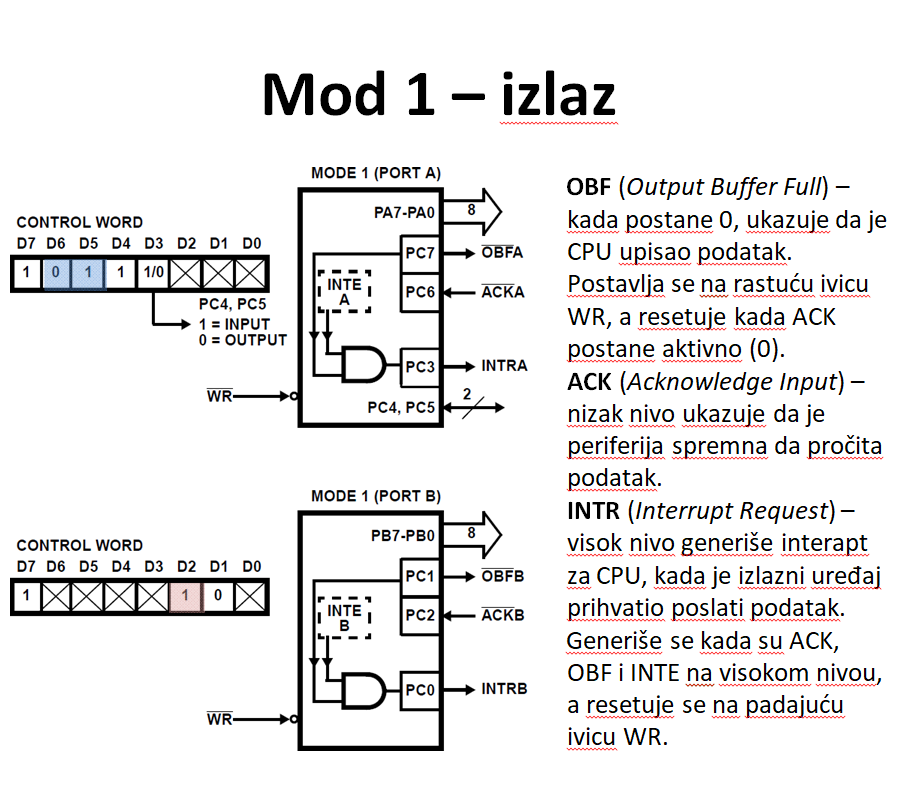 Mod 1 – izlaz
MODE 1 (PORT A)
CONTROL WORD
D7 D6 D5 D4 D3 D2 D1 D0
1 0 1 1 1/0
PC4, PC5
1 = INPUT
0 = OUTPUT
PA7-PA0
8
PC7
OBFA
INTE
A
PC6
ACKA
PC3
INTRA
WR
PC4, PC5
2
MODE 1 (PORT B)
CONTROL WORD
D7 D6 D5 D4 D3 D2 D1 D0
1 1 0
PB7-PB0
8
PC1
OBFB
INTE
B
PC2
ACKB
PC0
INTRB
WR
OBF (Output Buffer Full) –
kada postane 0, ukazuje da je
CPU upisao podatak.
Postavlja se na rastuću ivicu
WR, a resetuje kada ACK
postane aktivno (0).
ACK (Acknowledge Input) –
nizak nivo ukazuje da je
periferija spremna da pročita
podatak.
INTR (Interrupt Request) –
visok nivo generiše interapt
za CPU, kada je izlazni uređaj
prihvatio poslati podatak.
Generiše se kada su ACK,
OBF i INTE na visokom nivou,
a resetuje se na padajuću
ivicu WR.